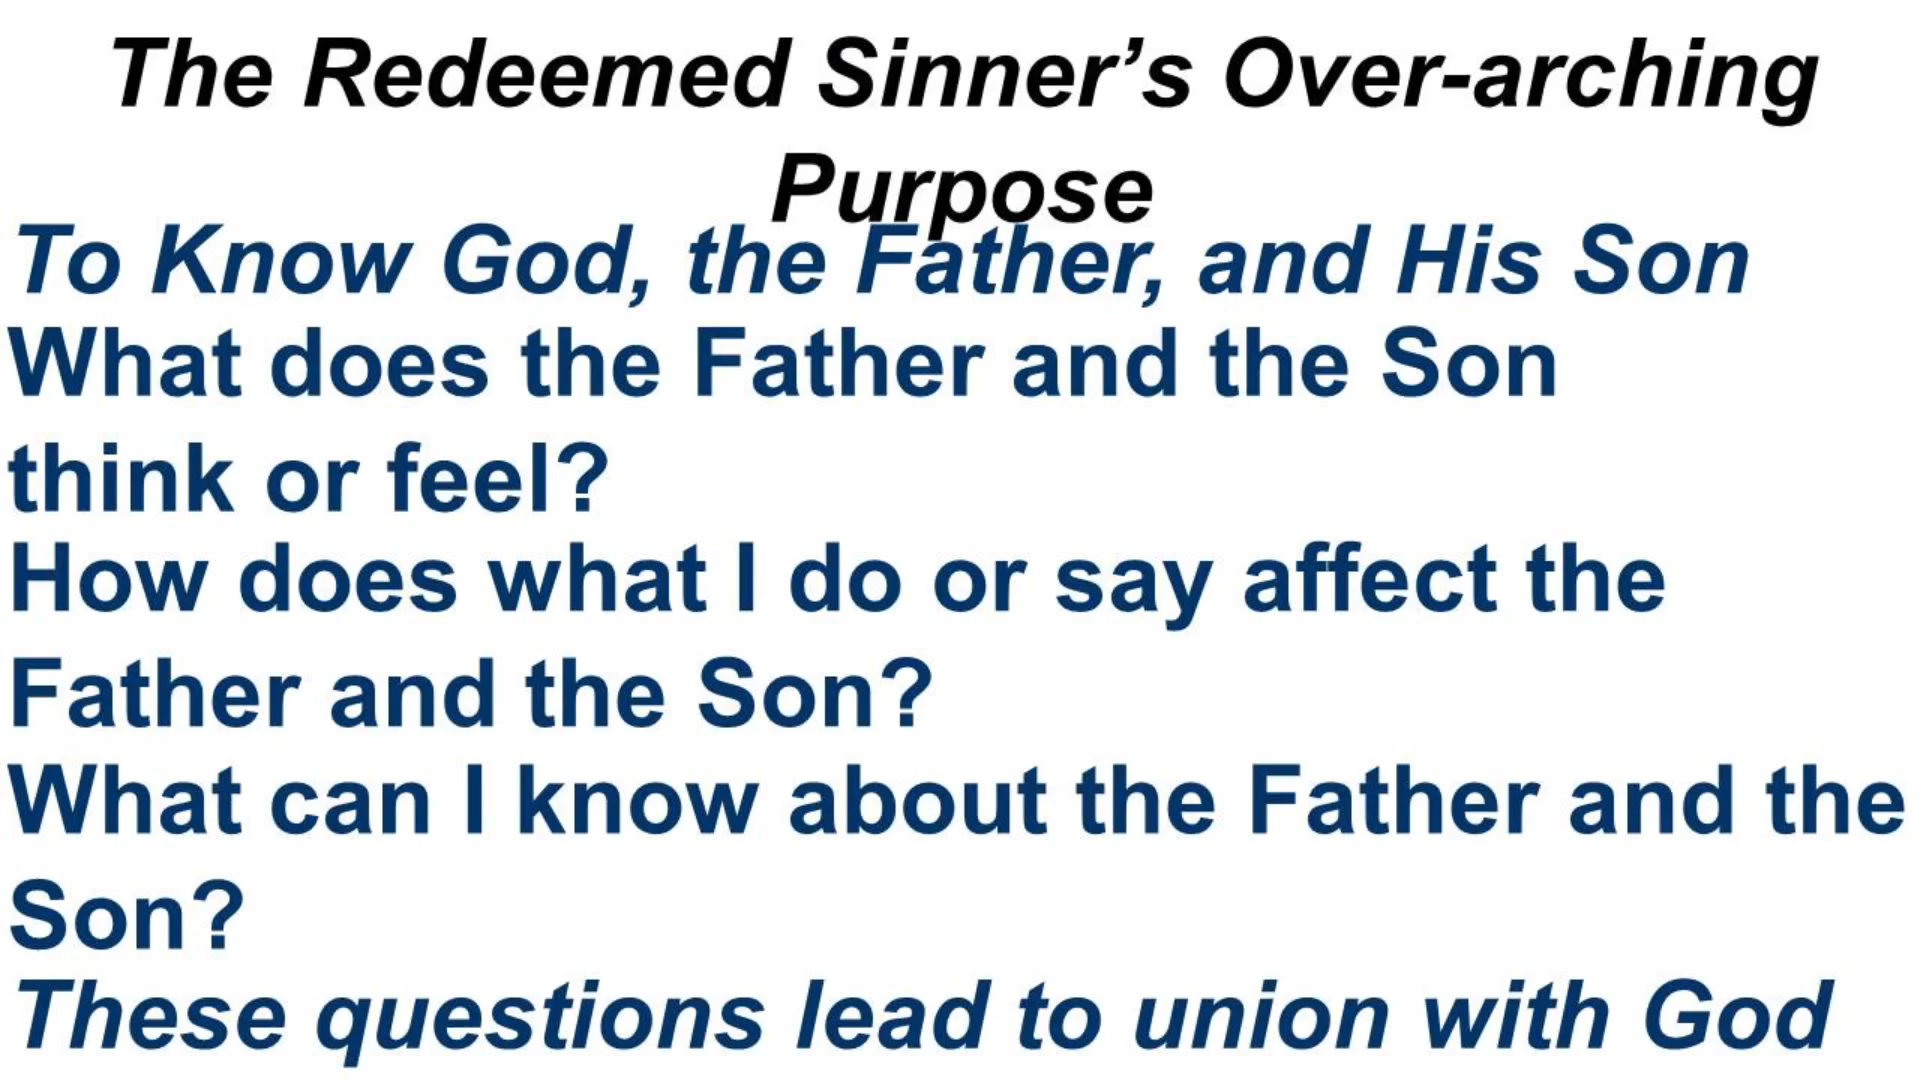 The Redeemed Sinner’s Over-arching
Purpose
To Know God, the Father, and His Son
What does the Father and the Son
think or feel?
How does what I do or say affect the
Father and the Son?
What can I know about the Father and the
Son?
These questions lead to union with God